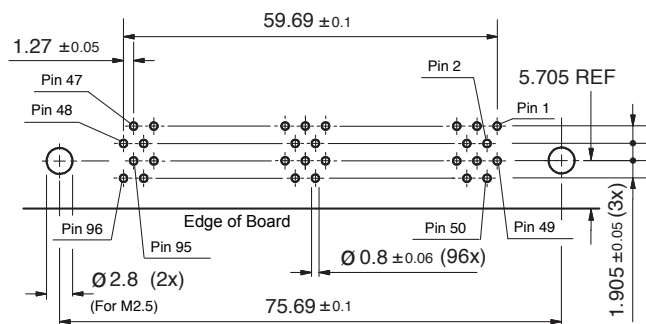 59.69 ±0.1
1.27 ±0.05
Pin 47
Pin 2
5.705 REF
Pin 48
Pin 1
Edge of Board
Pin 96
Pin 95
Pin 50
Pin 49
Ø 0.8 ±0.06 (96x)
Ø 2.8 (2x)
(For M2.5)
75.69 ±0.1
1.905 ±0.05 (3x)